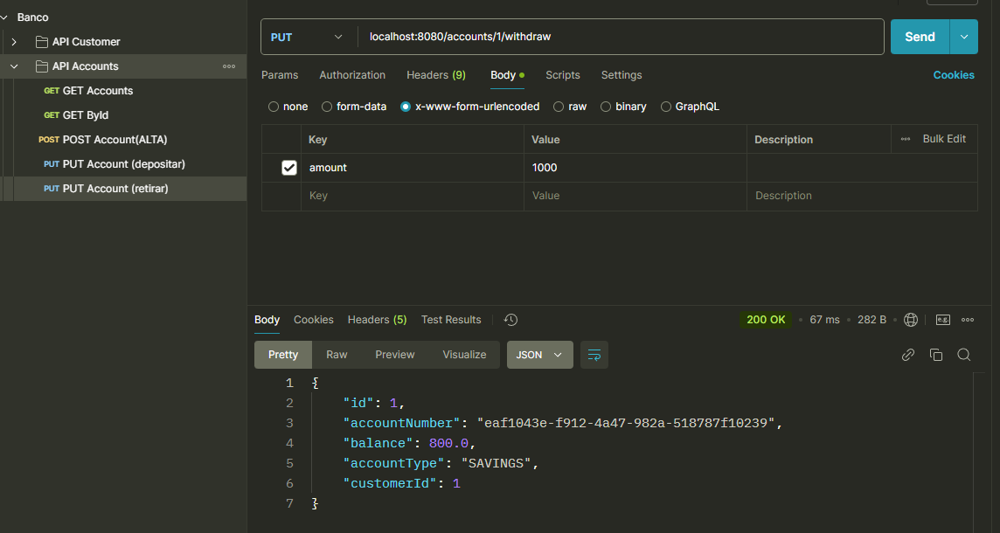 Banco
API Customer
API Accounts
GET GET Accounts
GET GET ById
POST POST Account(ALTA)
PUT PUT Account (depositar)
PUT PUT Account (retirar)
PUT localhost:8080/accounts/1/withdraw Send
Params Authorization Headers (9) Body Scripts Settings Cookies
none form-data x-www-form-urlencoded raw binary GraphQL
Key Value Description Bulk Edit
amount 1000
Key Value Description
Body Cookies Headers (5) Test Results 200 OK 67 ms 282 B e.g.
Pretty Raw Preview Visualize JSON
1 {
2 "id": 1,
3 "accountNumber": "eaf1043e-f912-4a47-982a-518787f10239",
4 "balance": 800.0,
5 "accountType": "SAVINGS",
6 "customerId": 1
7 }